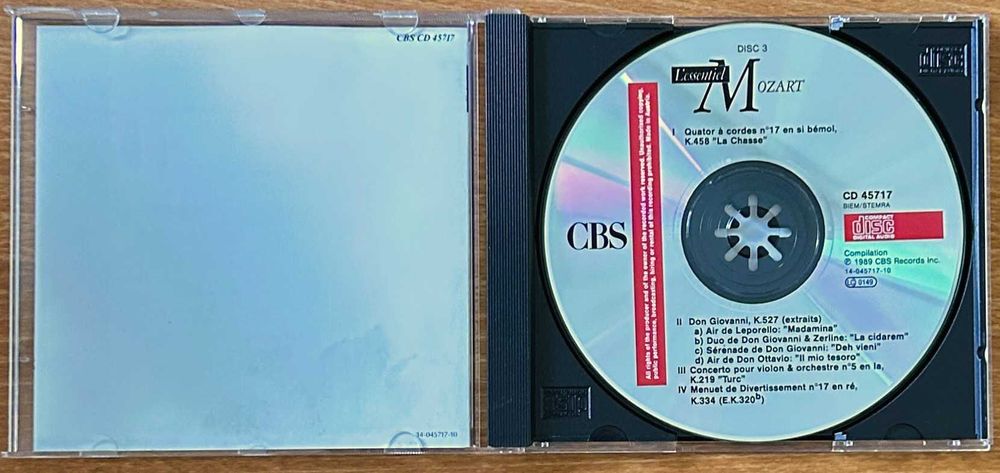 CBS CD 45717
14-045717-10
DISC 3
L'essentiel
MOZART
I Quator à cordes n°17 en si bémol,
K.458 "La Chasse"
All rights of the producer and of the owner of the recorded work reserved. Unauthorised copying,
public performance, broadcasting, hiring or rental of this recording prohibited. Made in Austria.
CBS
CD 45717
BIEM/STEMRA
COMPACT
disc
DIGITAL AUDIO
Compilation
℗ 1989 CBS Records Inc.
14-045717-10
LC 0149
II Don Giovanni, K.527 (extraits)
a) Air de Leporello: "Madamina"
b) Duo de Don Giovanni & Zerline: "La cidarem"
c) Sérénade de Don Giovanni: "Deh vieni"
d) Air de Don Ottavio: "Il mio tesoro"
III Concerto pour violon & orchestre n°5 en la,
K.219 "Turc"
IV Menuet de Divertissement n°17 en ré,
K.334 (E.K.320b)
disc